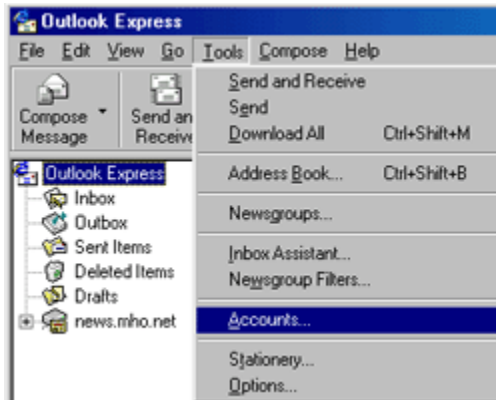 Outlook Express
File Edit View Go Tools Compose Help
Compose Message
Send an
Receive
Send and Receive
Send
Download All Ctrl+Shift+M
Address Book... Ctrl+Shift+B
Newsgroups...
Inbox Assistant...
Newsgroup Filters...
Accounts...
Stationery...
Options...
Outlook Express
Inbox
Outbox
Sent Items
Deleted Items
Drafts
news.mho.net